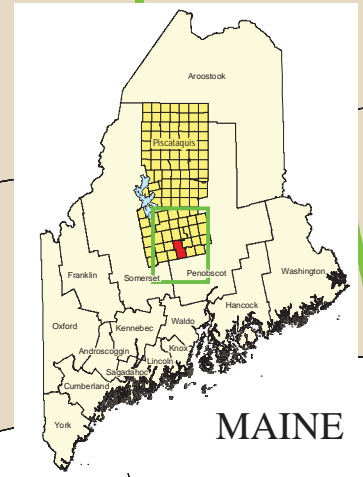 Aroostook
Piscataquis
Franklin
Somerset
Penobscot
Washington
Hancock
Oxford
Kennebec
Waldo
Knox
Androscoggin
Lincoln
Sagadahoc
Cumberland
York
MAINE